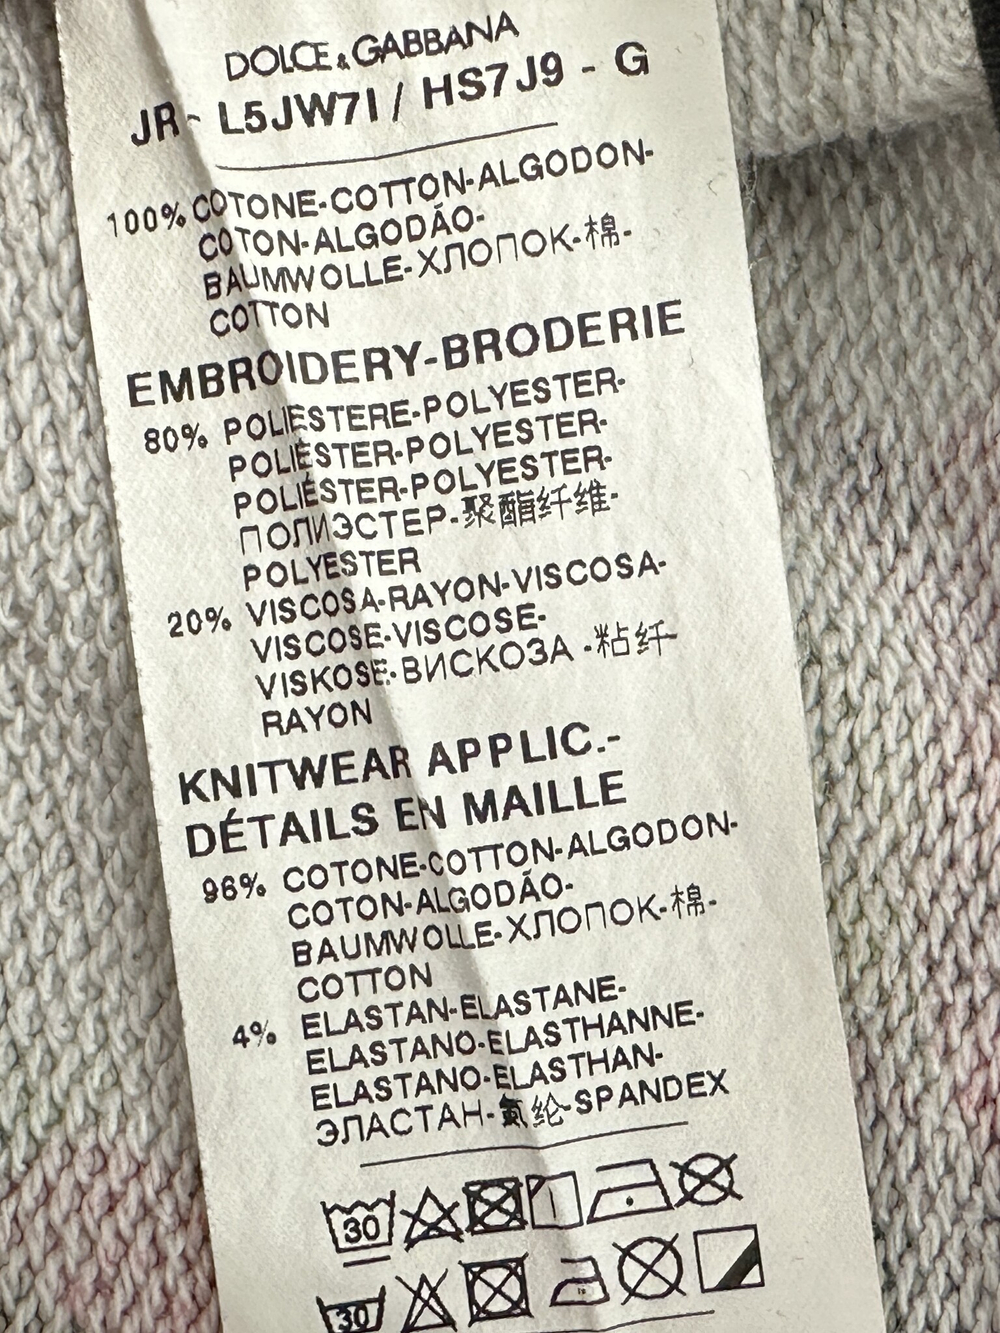 DOLCE&GABBANA
JR - L5JW7I / HS7J9 - G
100% COTONE-COTTON-ALGODON-
COTON-ALGODÃO-
BAUMWOLLE-ХЛОПОК-棉-
COTTON
EMBROIDERY-BRODERIE
80% POLIESTERE-POLYESTER-
POLIÉSTER-POLYESTER-
POLIÉSTER-POLYESTER-
ПОЛИЭСТЕР-聚酯纤维-
POLYESTER
20% VISCOSA-RAYON-VISCOSA-
VISCOSE-VISCOSE-
VISKOSE-ВИСКОЗА -粘纤-
RAYON
KNITWEAR APPLIC.-
DÉTAILS EN MAILLE
96% COTONE-COTTON-ALGODON-
COTON-ALGODÃO-
BAUMWOLLE-ХЛОПОК-棉-
COTTON
4% ELASTAN-ELASTANE-
ELASTANO-ELASTHANNE-
ELASTANO-ELASTHAN-
ЭЛАСТАН-氨纶-SPANDEX
30
30